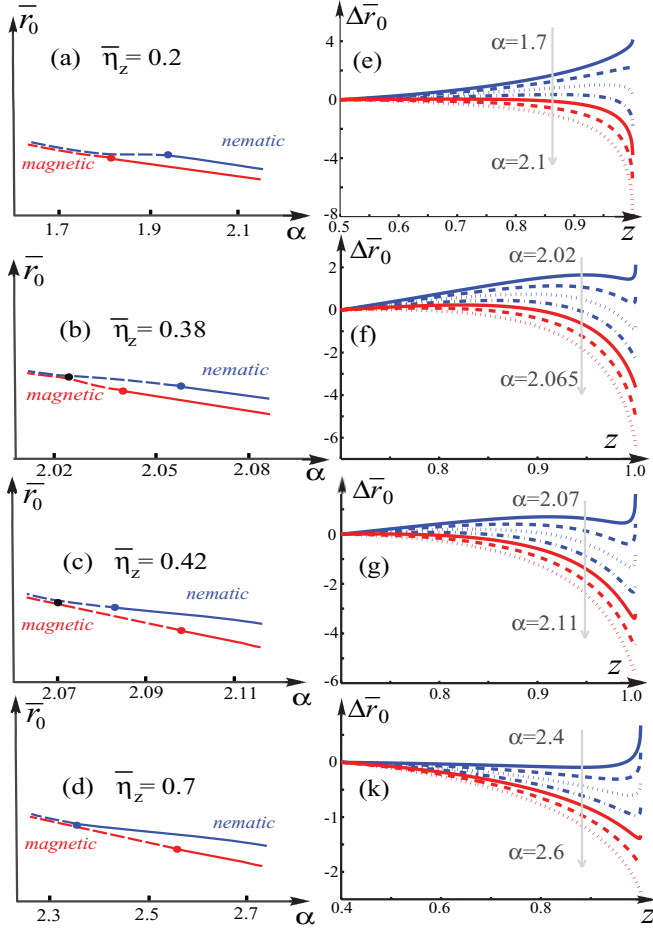 r̅₀
(a) η̅_z = 0.2
nematic
magnetic
1.7 1.9 2.1 α
Δr̅₀
(e)
α=1.7
α=2.1
4
0
-4
-8
0.5 0.6 0.7 0.8 0.9 z
r̅₀
(b) η̅_z = 0.38
nematic
magnetic
2.02 2.05 2.08 α
Δr̅₀
α=2.02
(f)
α=2.065
2
0
-2
-4
-6
0.8 0.9 1.0
z
r̅₀
(c) η̅_z = 0.42
nematic
magnetic
2.07 2.09 2.11 α
Δr̅₀
α=2.07
(g)
α=2.11
0
-2
-4
-6
0.8 0.9 1.0
z
r̅₀
(d) η̅_z = 0.7
nematic
magnetic
2.3 2.5 2.7 α
Δr̅₀
(k)
α=2.4
α=2.6
0
-1
-2
0.4 0.6 0.8 z